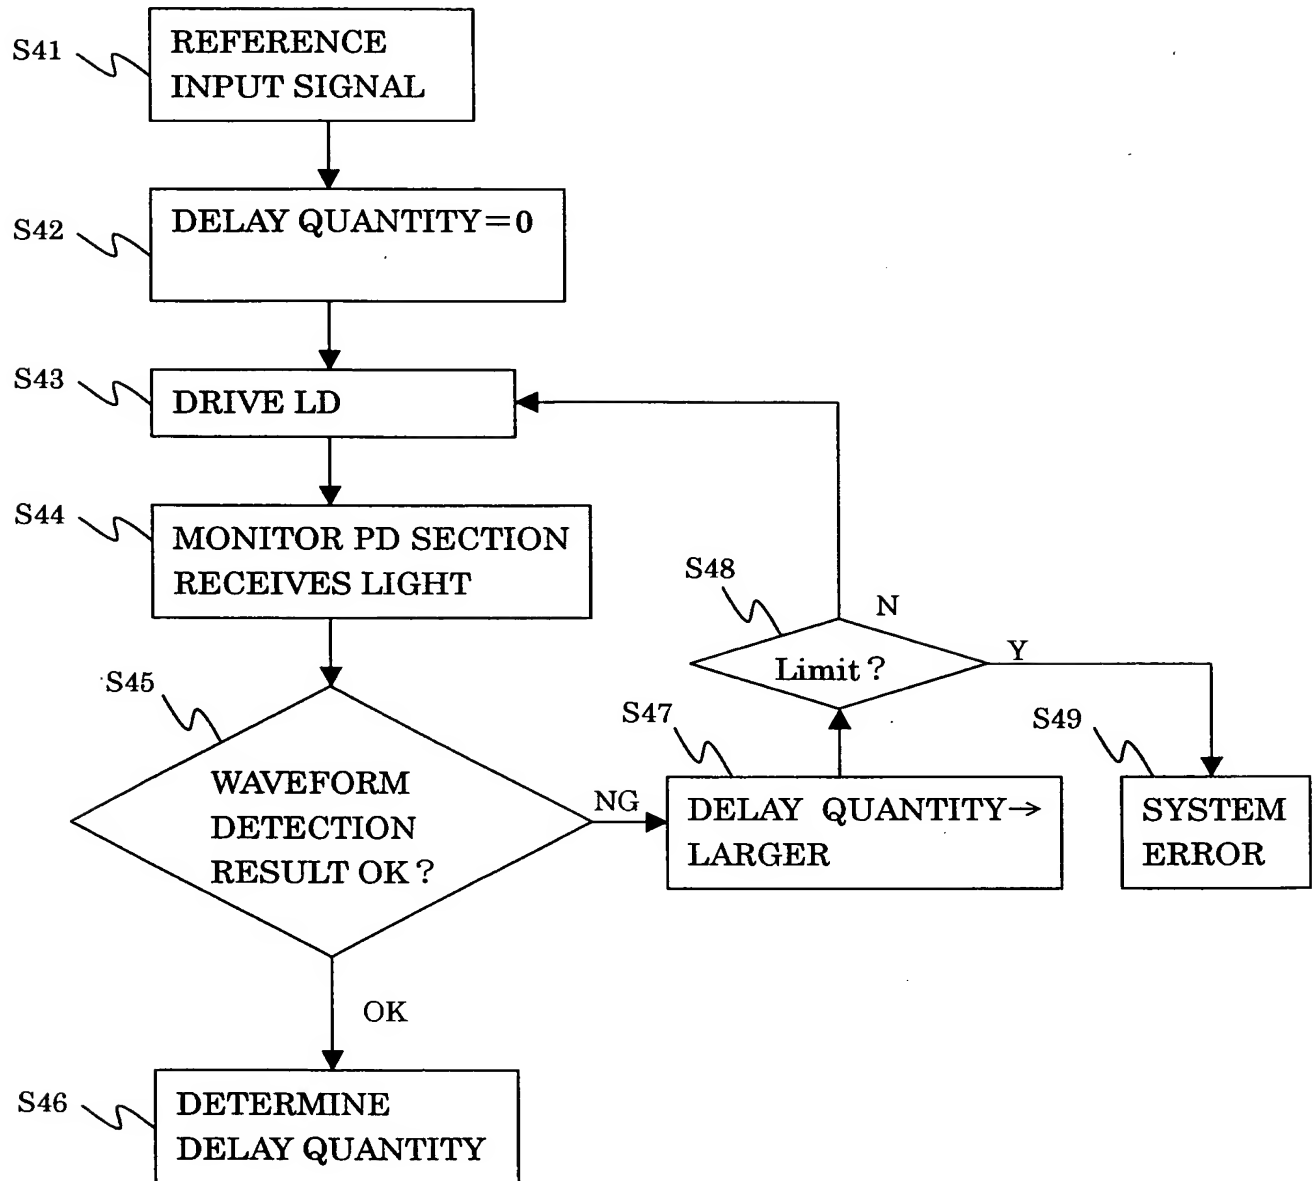 S41
REFERENCE
INPUT SIGNAL
S42
DELAY QUANTITY=0
S43
DRIVE LD
S44
MONITOR PD SECTION
RECEIVES LIGHT
S45
WAVEFORM
DETECTION
RESULT OK?
NG
OK
S46
DETERMINE
DELAY QUANTITY
S47
DELAY QUANTITY→
LARGER
S48
Limit?
N
Y
S49
SYSTEM
ERROR